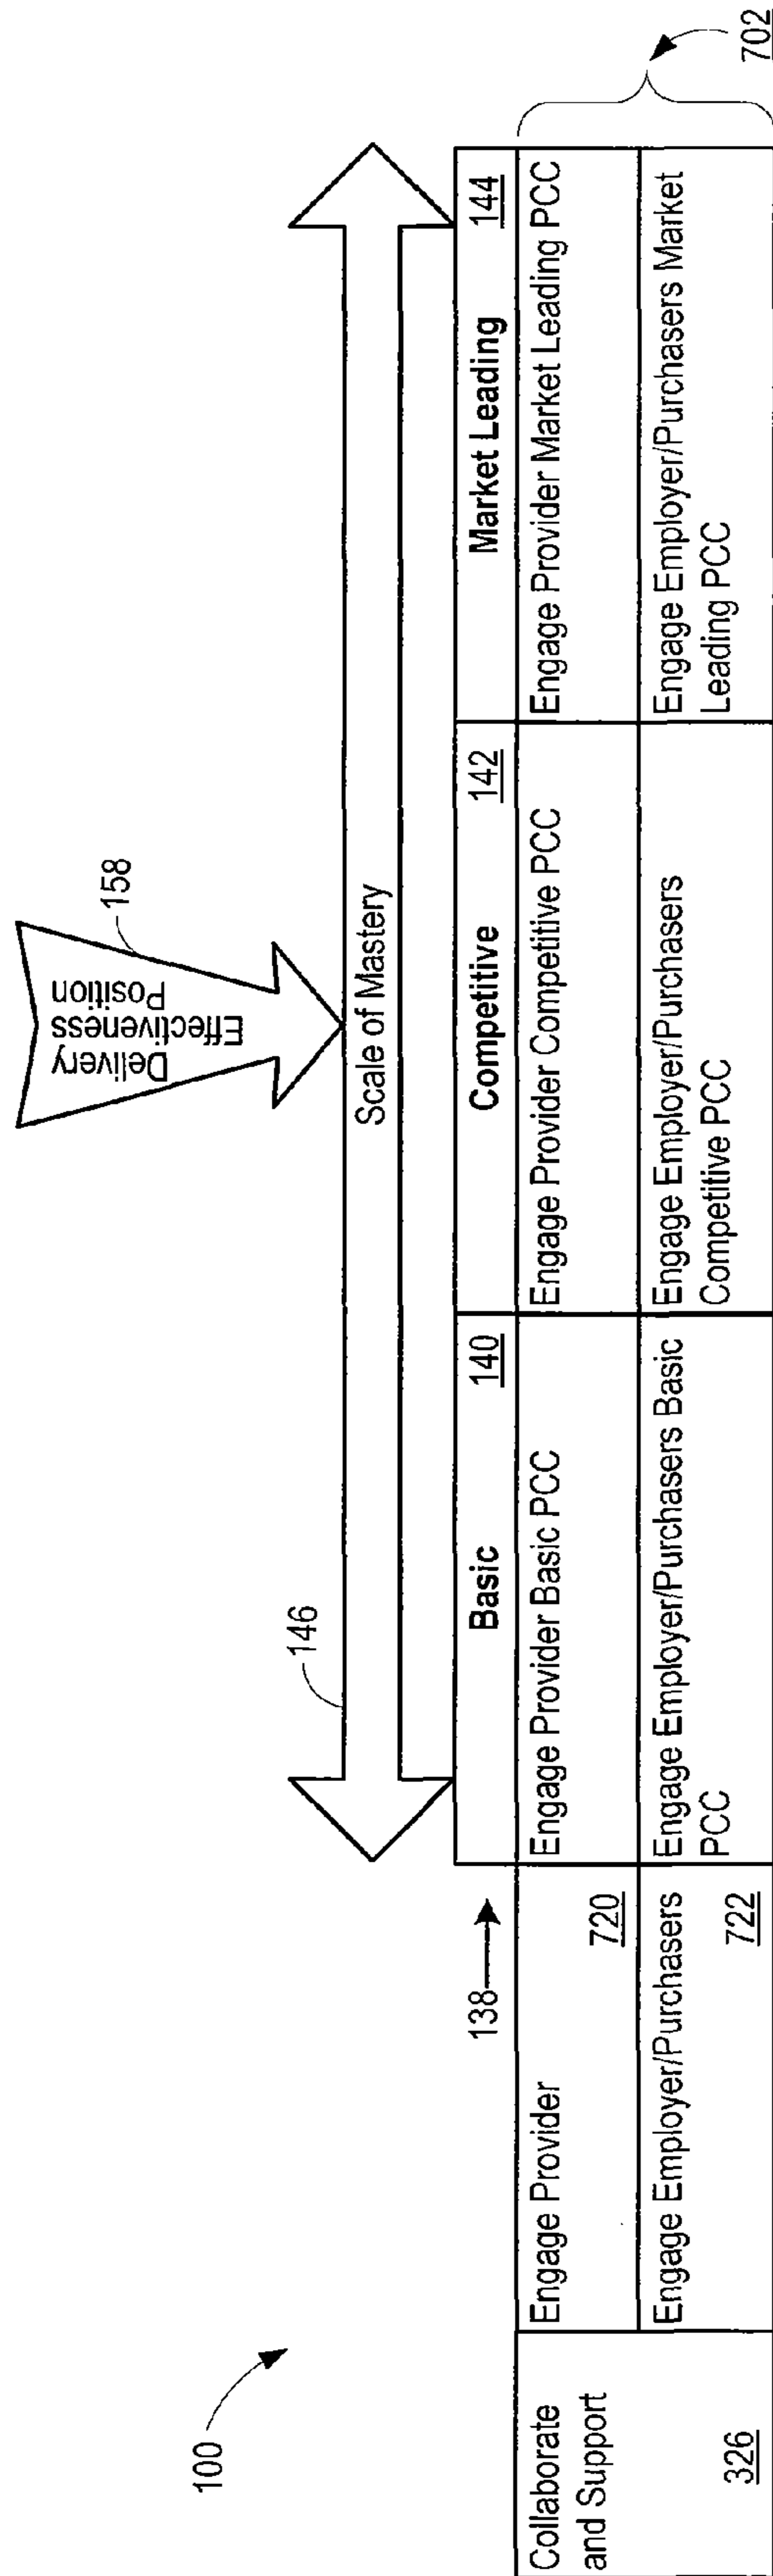 100
Delivery
Effectiveness
Position
158
146
Scale of Mastery
138
Basic 140
Competitive 142
Market Leading 144
702
Collaborate
and Support
326
Engage Provider
720
Engage Provider Basic PCC
Engage Provider Competitive PCC
Engage Provider Market Leading PCC
Engage Employer/Purchasers
722
Engage Employer/Purchasers Basic
PCC
Engage Employer/Purchasers
Competitive PCC
Engage Employer/Purchasers Market
Leading PCC